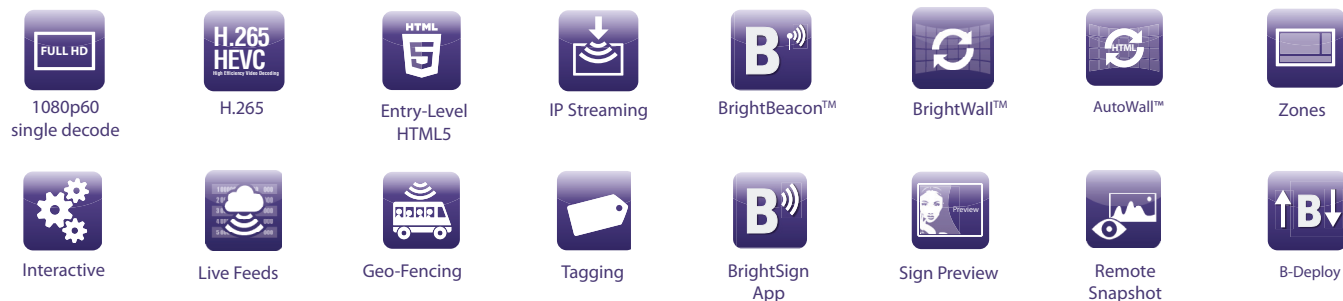 FULL HD
H.265
HEVC
High Efficiency Video Decoding
HTML
5
B
B
HTML
1080p60
single decode
H.265
Entry-Level
HTML5
IP Streaming
BrightBeacon™
BrightWall™
AutoWall™
Zones
B
Preview
B
Interactive
Live Feeds
Geo-Fencing
Tagging
BrightSign
App
Sign Preview
Remote
Snapshot
B-Deploy